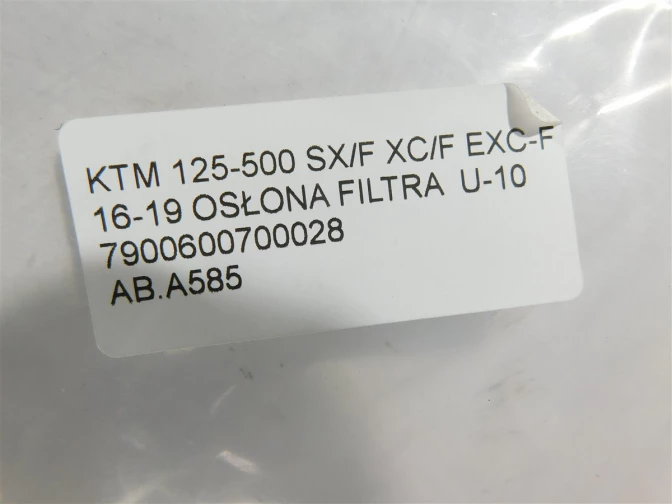 KTM 125-500 SX/F XC/F EXC-F
16-19 OSŁONA FILTRA U-10
7900600700028
AB.A585